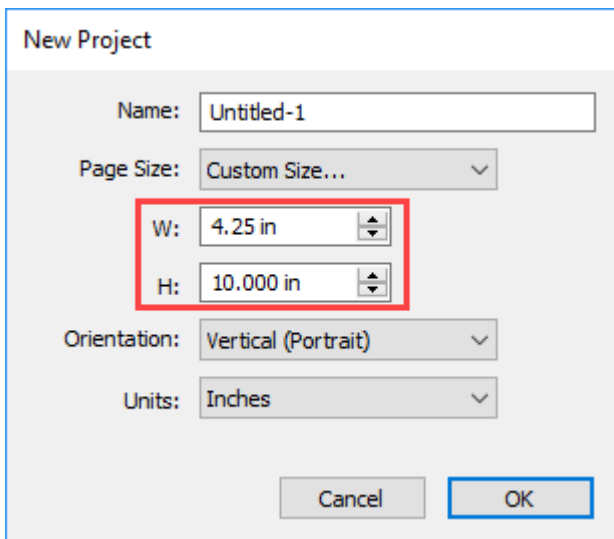 New Project
Name: Untitled-1
Page Size: Custom Size...
W: 4.25 in
H: 10.000 in
Orientation: Vertical (Portrait)
Units: Inches
Cancel OK